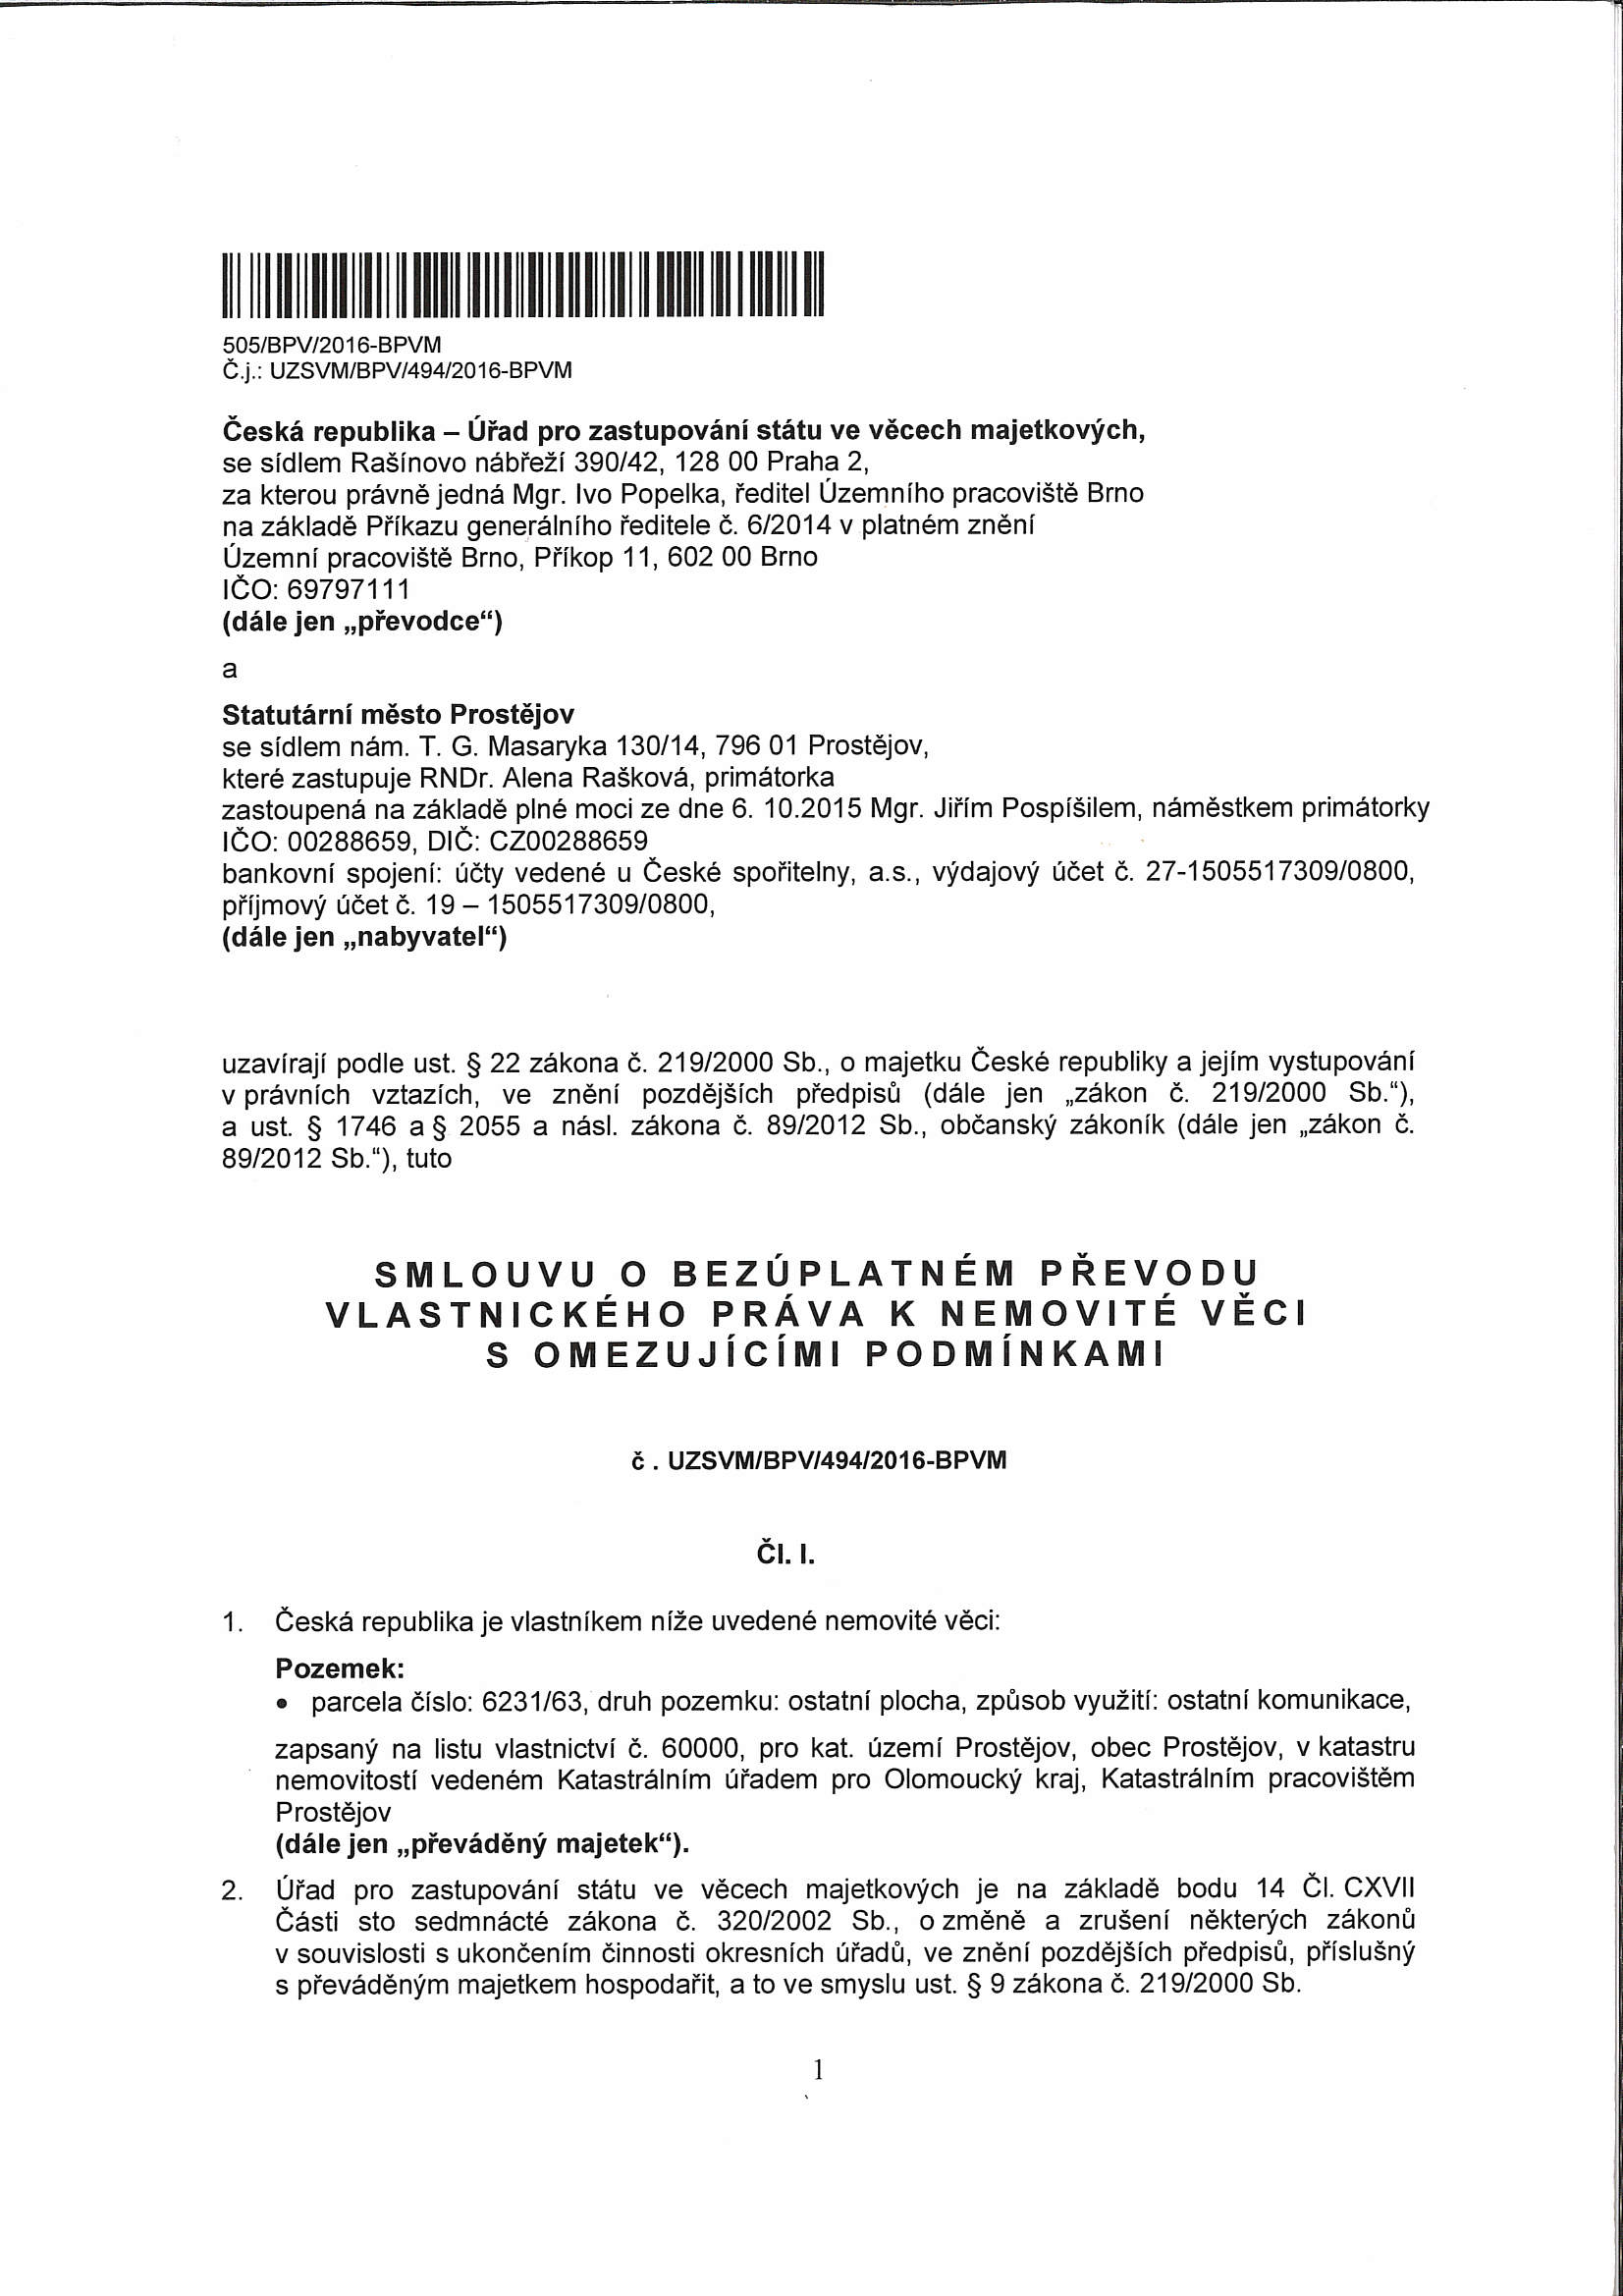 505/BPV/2016-BPVM
Č.j.: UZSVM/BPV/494/2016-BPVM
Česká republika – Úřad pro zastupování státu ve věcech majetkových,
se sídlem Rašínovo nábřeží 390/42, 128 00 Praha 2,
za kterou právně jedná Mgr. Ivo Popelka, ředitel Územního pracoviště Brno
na základě Příkazu generálního ředitele č. 6/2014 v platném znění
Územní pracoviště Brno, Příkop 11, 602 00 Brno
IČO: 69797111
(dále jen „převodce“)
a
Statutární město Prostějov
se sídlem nám. T. G. Masaryka 130/14, 796 01 Prostějov,
které zastupuje RNDr. Alena Rašková, primátorka
zastoupená na základě plné moci ze dne 6. 10.2015 Mgr. Jiřím Pospíšilem, náměstkem primátorky
IČO: 00288659, DIČ: CZ00288659
bankovní spojení: účty vedené u České spořitelny, a.s., výdajový účet č. 27-1505517309/0800,
příjmový účet č. 19 – 1505517309/0800,
(dále jen „nabyvatel“)
uzavírají podle ust. § 22 zákona č. 219/2000 Sb., o majetku České republiky a jejím vystupování
v právních vztazích, ve znění pozdějších předpisů (dále jen „zákon č. 219/2000 Sb.“),
a ust. § 1746 a § 2055 a násl. zákona č. 89/2012 Sb., občanský zákoník (dále jen „zákon č.
89/2012 Sb.“), tuto
SMLOUVU O BEZÚPLATNÉM PŘEVODU
VLASTNICKÉHO PRÁVA K NEMOVITÉ VĚCI
S OMEZUJÍCÍMI PODMÍNKAMI
č . UZSVM/BPV/494/2016-BPVM
Čl. I.
1. Česká republika je vlastníkem níže uvedené nemovité věci:
Pozemek:
• parcela číslo: 6231/63, druh pozemku: ostatní plocha, způsob využití: ostatní komunikace,
zapsaný na listu vlastnictví č. 60000, pro kat. území Prostějov, obec Prostějov, v katastru
nemovitostí vedeném Katastrálním úřadem pro Olomoucký kraj, Katastrálním pracovištěm
Prostějov
(dále jen „převáděný majetek“).
2. Úřad pro zastupování státu ve věcech majetkových je na základě bodu 14 Čl. CXVII
Části sto sedmnácté zákona č. 320/2002 Sb., o změně a zrušení některých zákonů
v souvislosti s ukončením činnosti okresních úřadů, ve znění pozdějších předpisů, příslušný
s převáděným majetkem hospodařit, a to ve smyslu ust. § 9 zákona č. 219/2000 Sb.
1